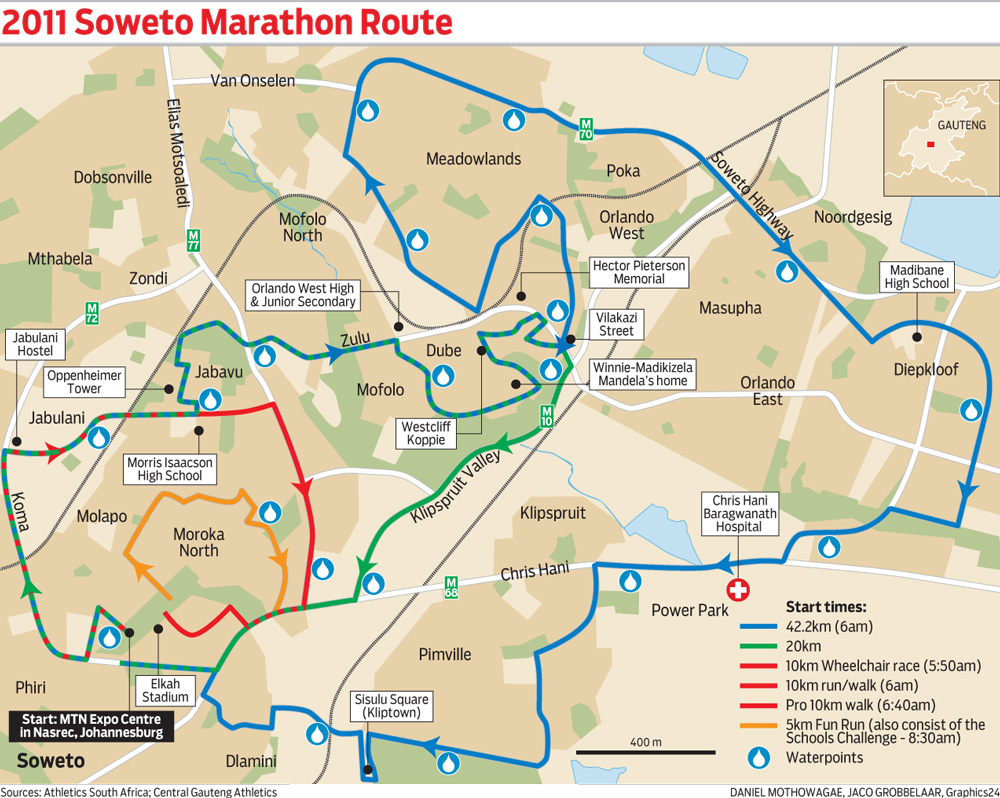 2011 Soweto Marathon Route
Van Onselen
Elias Motsoaledi
M
70
GAUTENG
Meadowlands
Poka
Dobsonville
Soweto Highway
Mofolo
North
Orlando
West
Noordgesig
M
77
Mthabela
Zondi
Hector Pieterson
Memorial
Madibane
High School
Orlando West High
& Junior Secondary
M
72
Masupha
Vilakazi
Street
Jabulani
Hostel
Zulu
Dube
Oppenheimer
Tower
Jabavu
Mofolo
Winnie-Madikizela
Mandela's home
Diepkloof
Orlando
East
Jabulani
Westcliff
Koppie
M
10
Morris Isaacson
High School
Klipspruit Valley
Koma
Molapo
Moroka
North
Klipspruit
Chris Hani
Baragwanath
Hospital
Chris Hani
M
68
Power Park
Start times:
42.2km (6am)
20km
10km Wheelchair race (5:50am)
10km run/walk (6am)
Pro 10km walk (6:40am)
5km Fun Run (also consist of the
Schools Challenge - 8:30am)
Waterpoints
Pimville
Phiri
Elkah
Stadium
Sisulu Square
(Kliptown)
Start: MTN Expo Centre
in Nasrec, Johannesburg
400 m
Soweto
Dlamini
Sources: Athletics South Africa; Central Gauteng Athletics
DANIEL MOTHOWAGAE, JACO GROBBELAAR, Graphics24